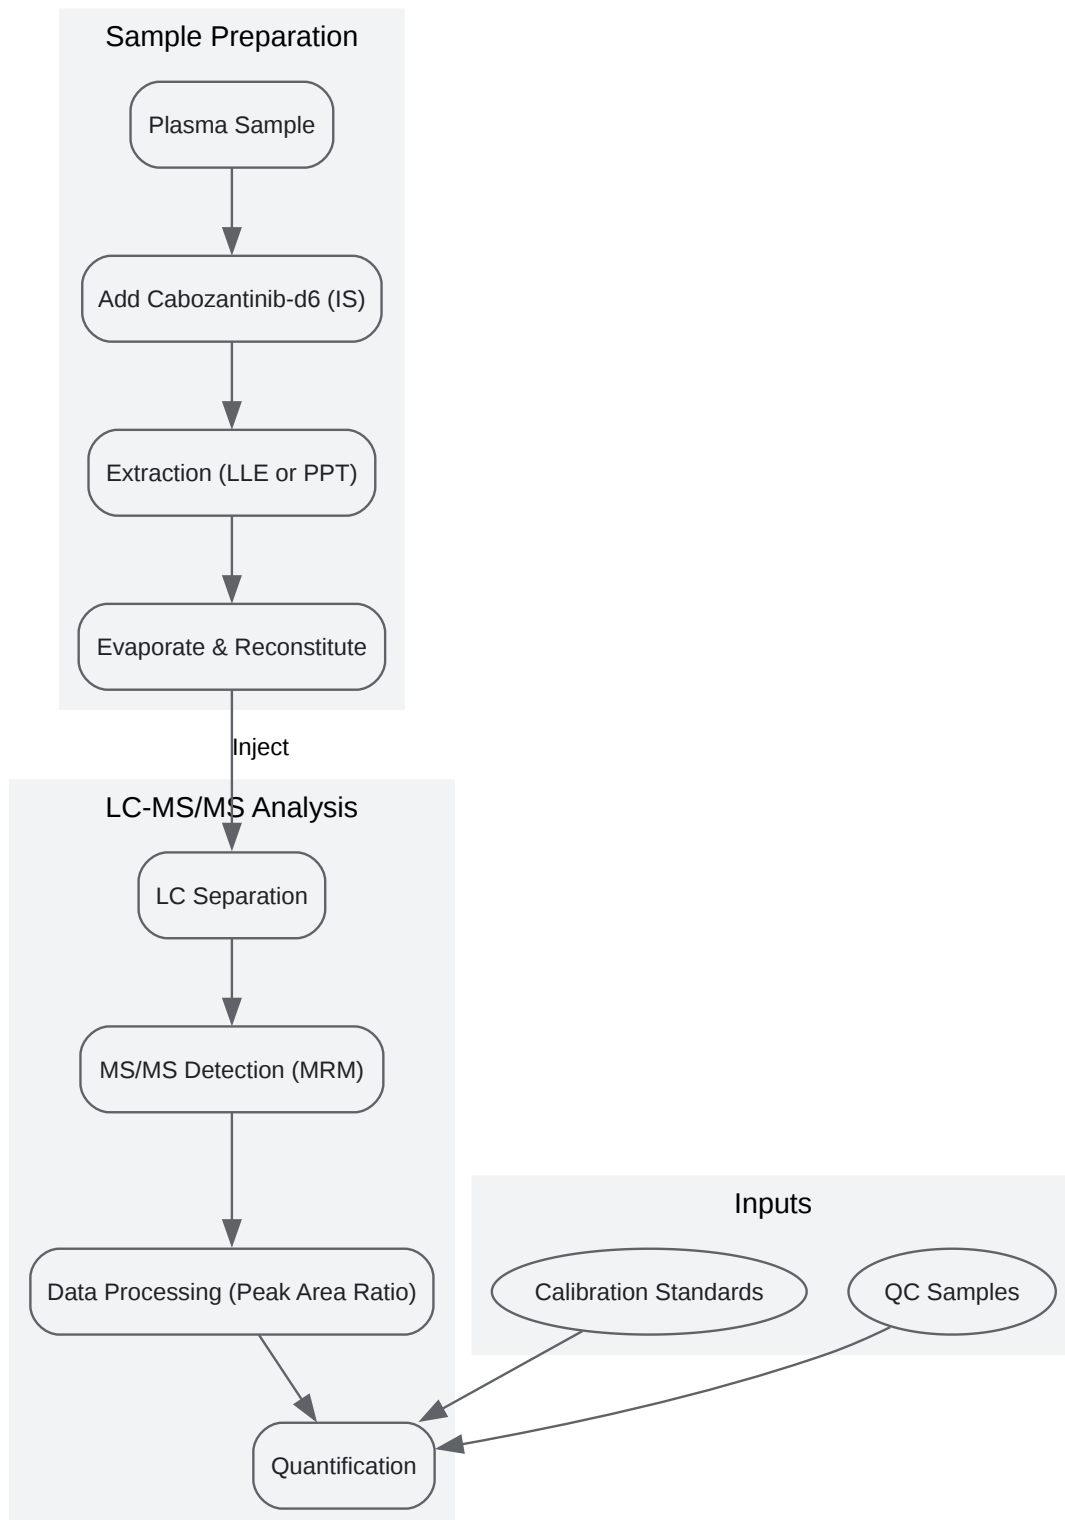 Sample Preparation
Plasma Sample
Add Cabozantinib-d6 (IS)
Extraction (LLE or PPT)
Evaporate & Reconstitute
Inject
LC-MS/MS Analysis
LC Separation
MS/MS Detection (MRM)
Inputs
Data Processing (Peak Area Ratio)
Calibration Standards
QC Samples
Quantification